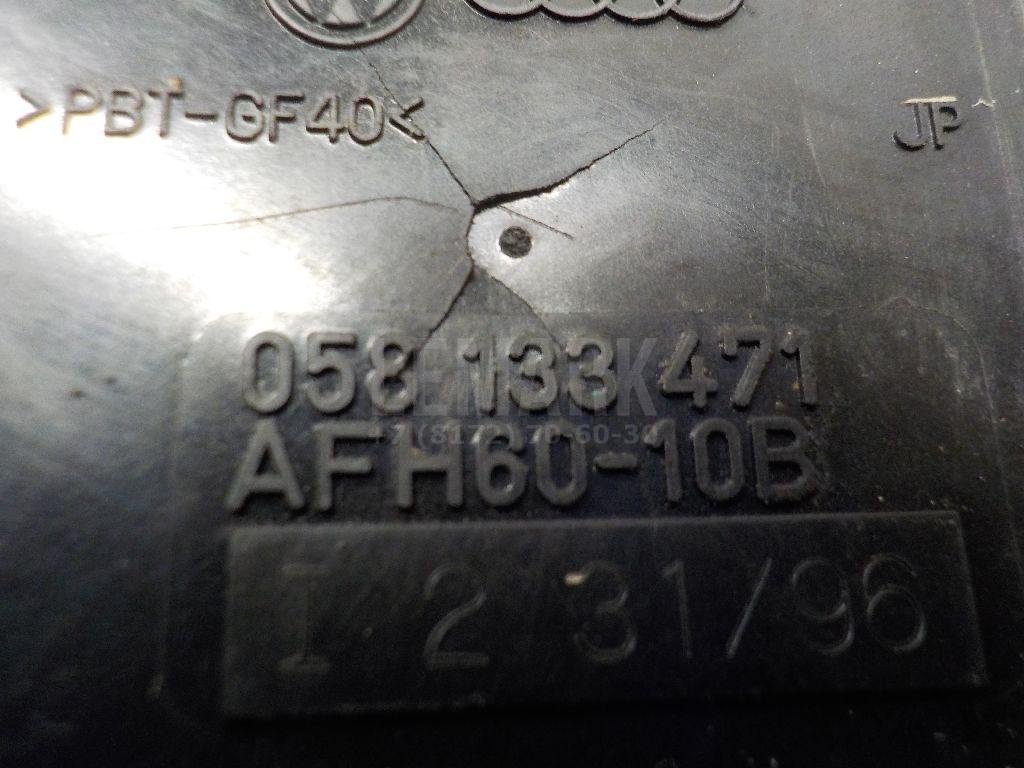 >PBT-GF40<
JP
058 133 471
AFH60-10B
I 2 31/96